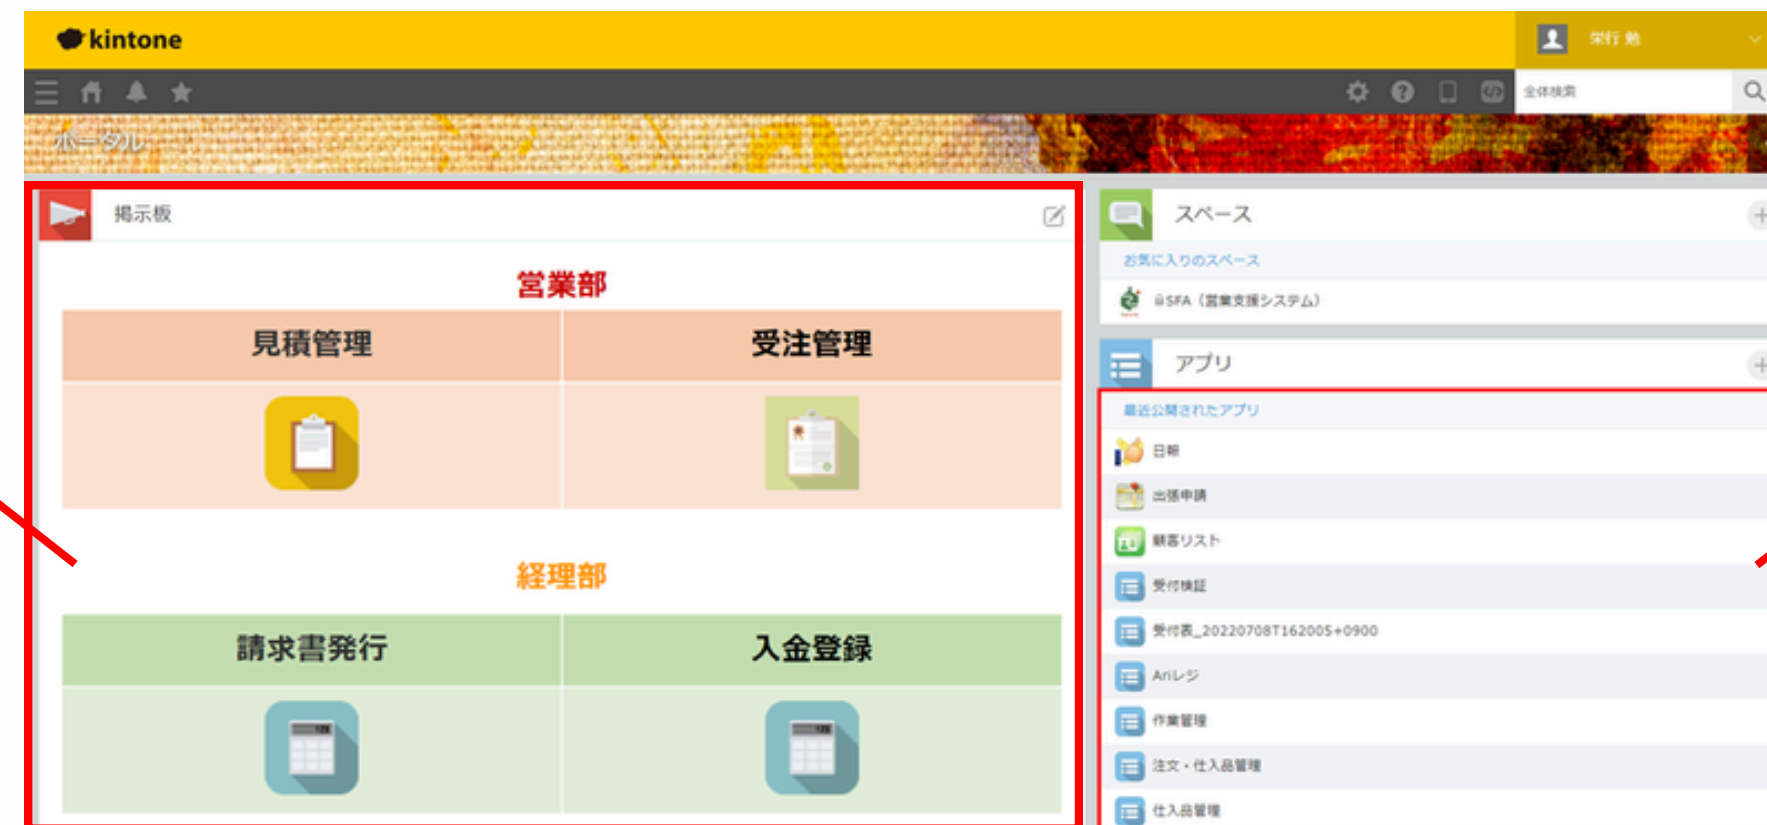 kintone
栄行 勉
全体検索
ポータル
掲示板
営業部
見積管理
受注管理
経理部
請求書発行
入金登録
スペース
お気に入りのスペース
SFA（営業支援システム）
アプリ
最近公開されたアプリ
日報
出張申請
顧客リスト
受付検証
受付表_20220708T162005+0900
Ariレジ
作業管理
注文・仕入品管理
仕入品管理